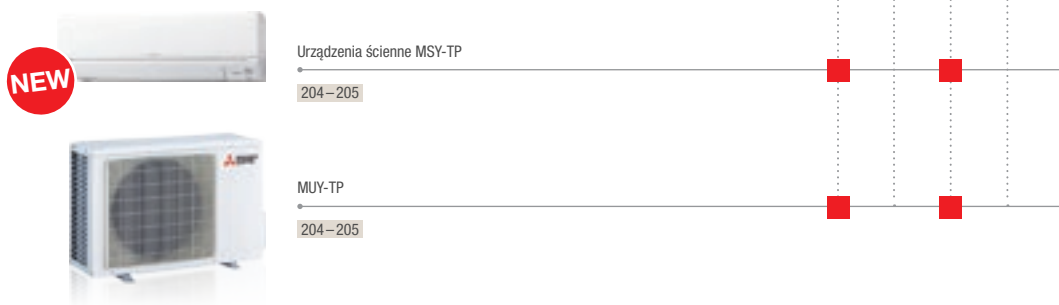 NEW
Urządzenia ścienne MSY-TP
204–205
MUY-TP
204–205